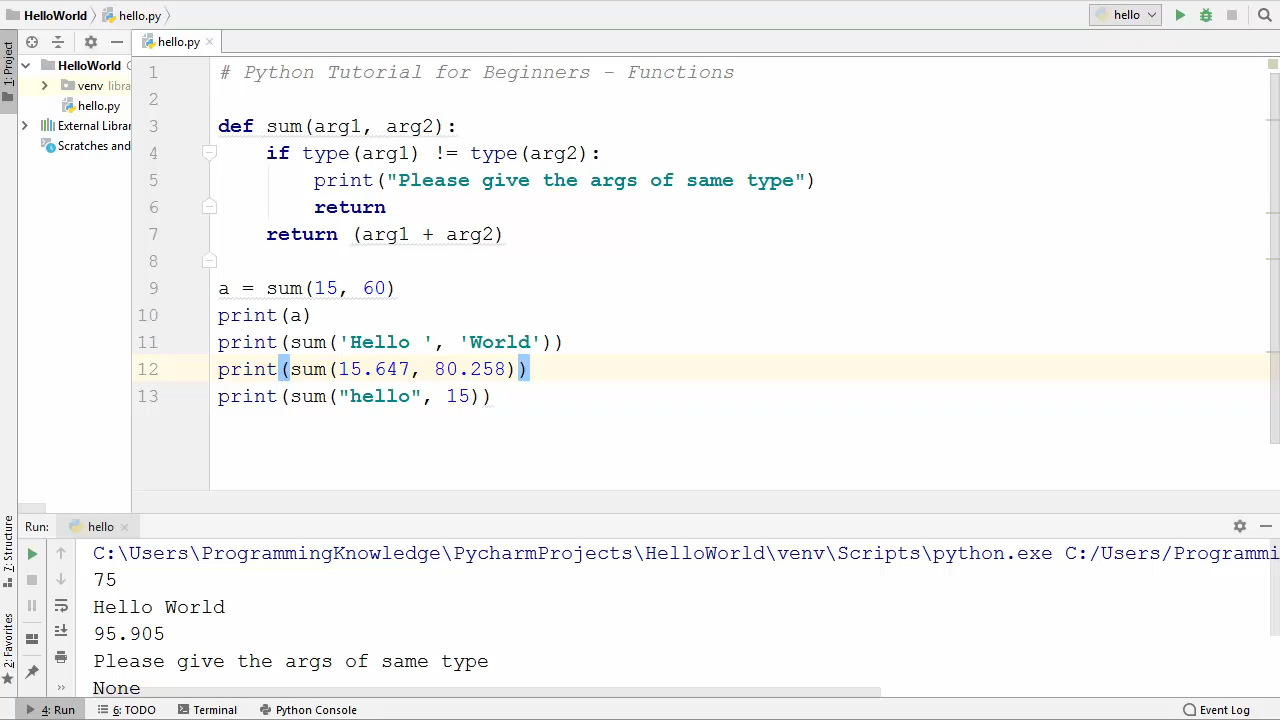 HelloWorld hello.py hello
1: Project
hello.py
HelloWorld
venv libra
hello.py
External Librar
Scratches and
1 # Python Tutorial for Beginners - Functions
2
3 def sum(arg1, arg2):
4 if type(arg1) != type(arg2):
5 print("Please give the args of same type")
6 return
7 return (arg1 + arg2)
8
9 a = sum(15, 60)
10 print(a)
11 print(sum('Hello ', 'World'))
12 print(sum(15.647, 80.258))
13 print(sum("hello", 15))
7: Structure
2: Favorites
Run: hello
C:\Users\ProgrammingKnowledge\PycharmProjects\HelloWorld\venv\Scripts\python.exe C:/Users/Programmi
75
Hello World
95.905
Please give the args of same type
None
4: Run 6: TODO Terminal Python Console Event Log